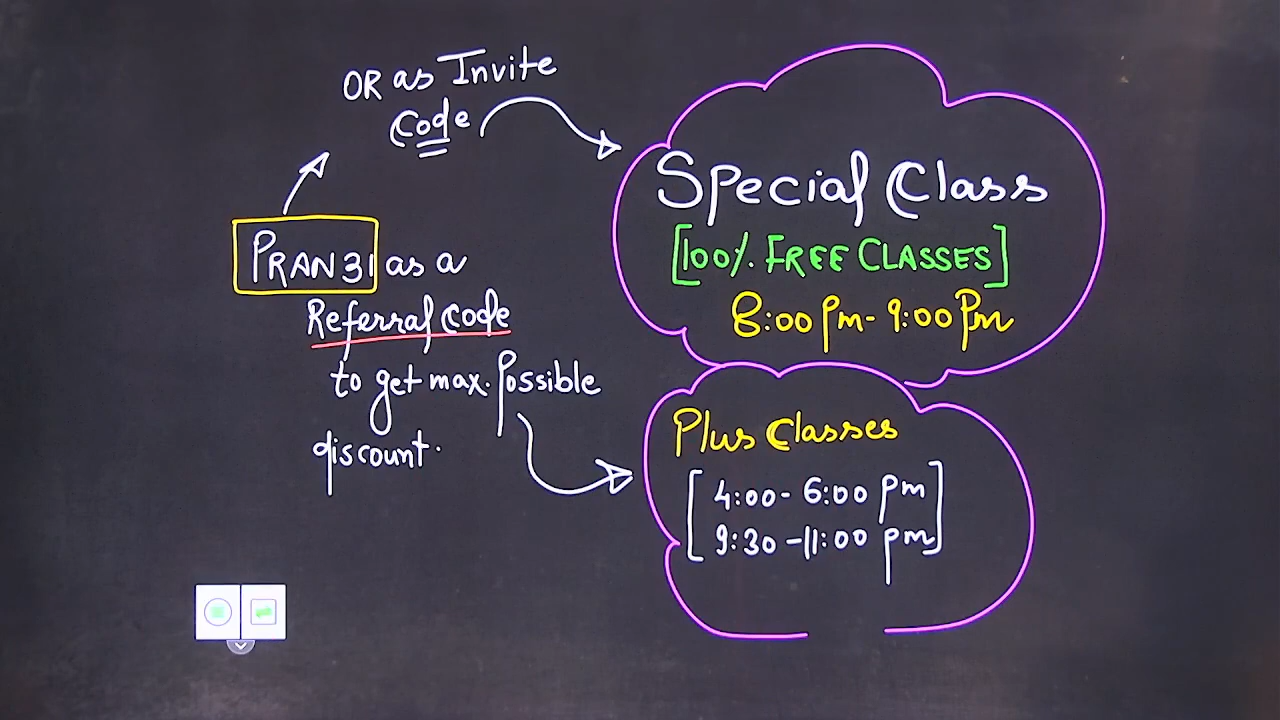 OR as Invite
Code
PRAN31 as a
Referral Code
to get max. Possible
discount.
Special Class
[100%. FREE CLASSES]
8:00 Pm - 9:00 Pm
Plus Classes
[4:00 - 6:00 pm
9:30 - 11:00 pm]